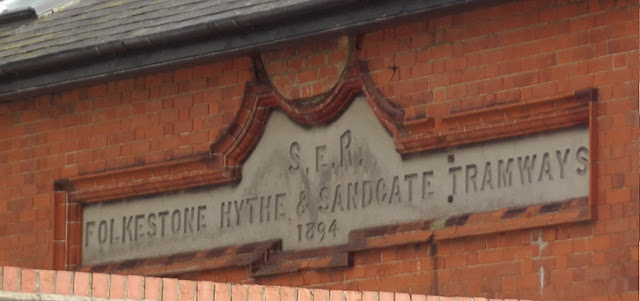 S.E.R.
FOLKESTONE HYTHE & SANDGATE TRAMWAYS
1894